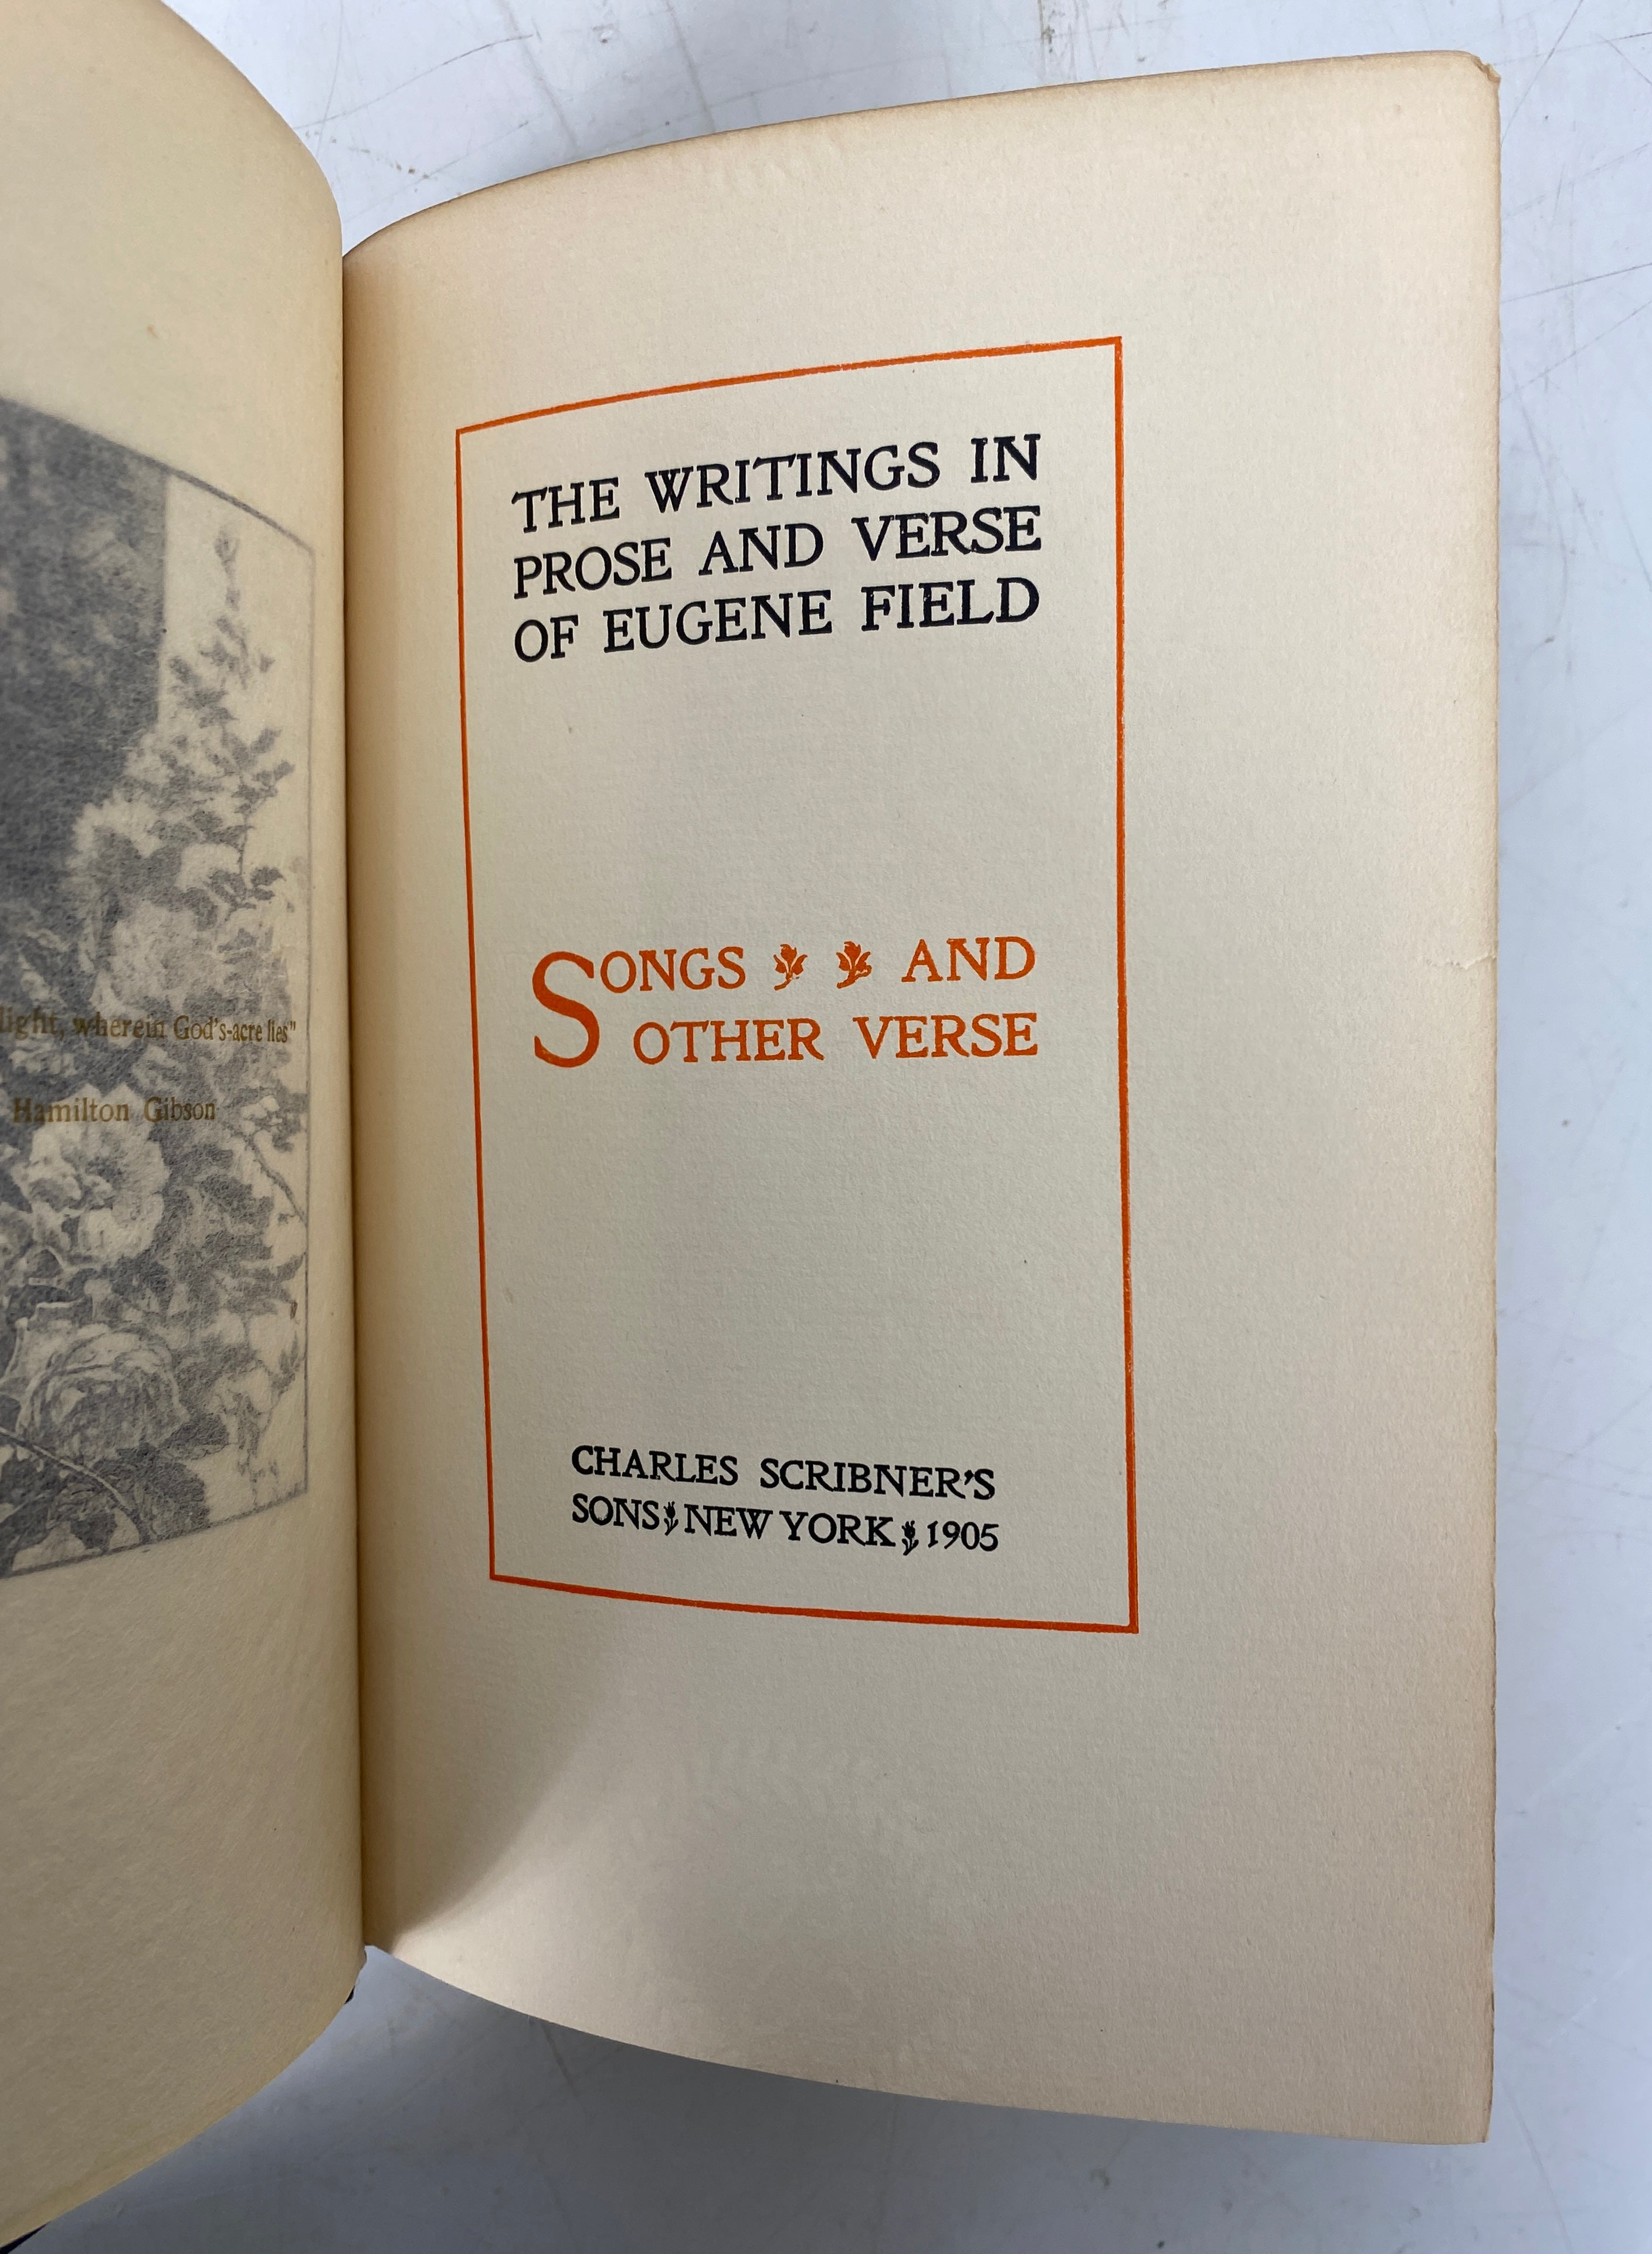 light, wherein God's-acre lies"
Hamilton Gibson
THE WRITINGS IN
PROSE AND VERSE
OF EUGENE FIELD
SONGS AND
OTHER VERSE
CHARLES SCRIBNER'S
SONS NEW YORK 1905